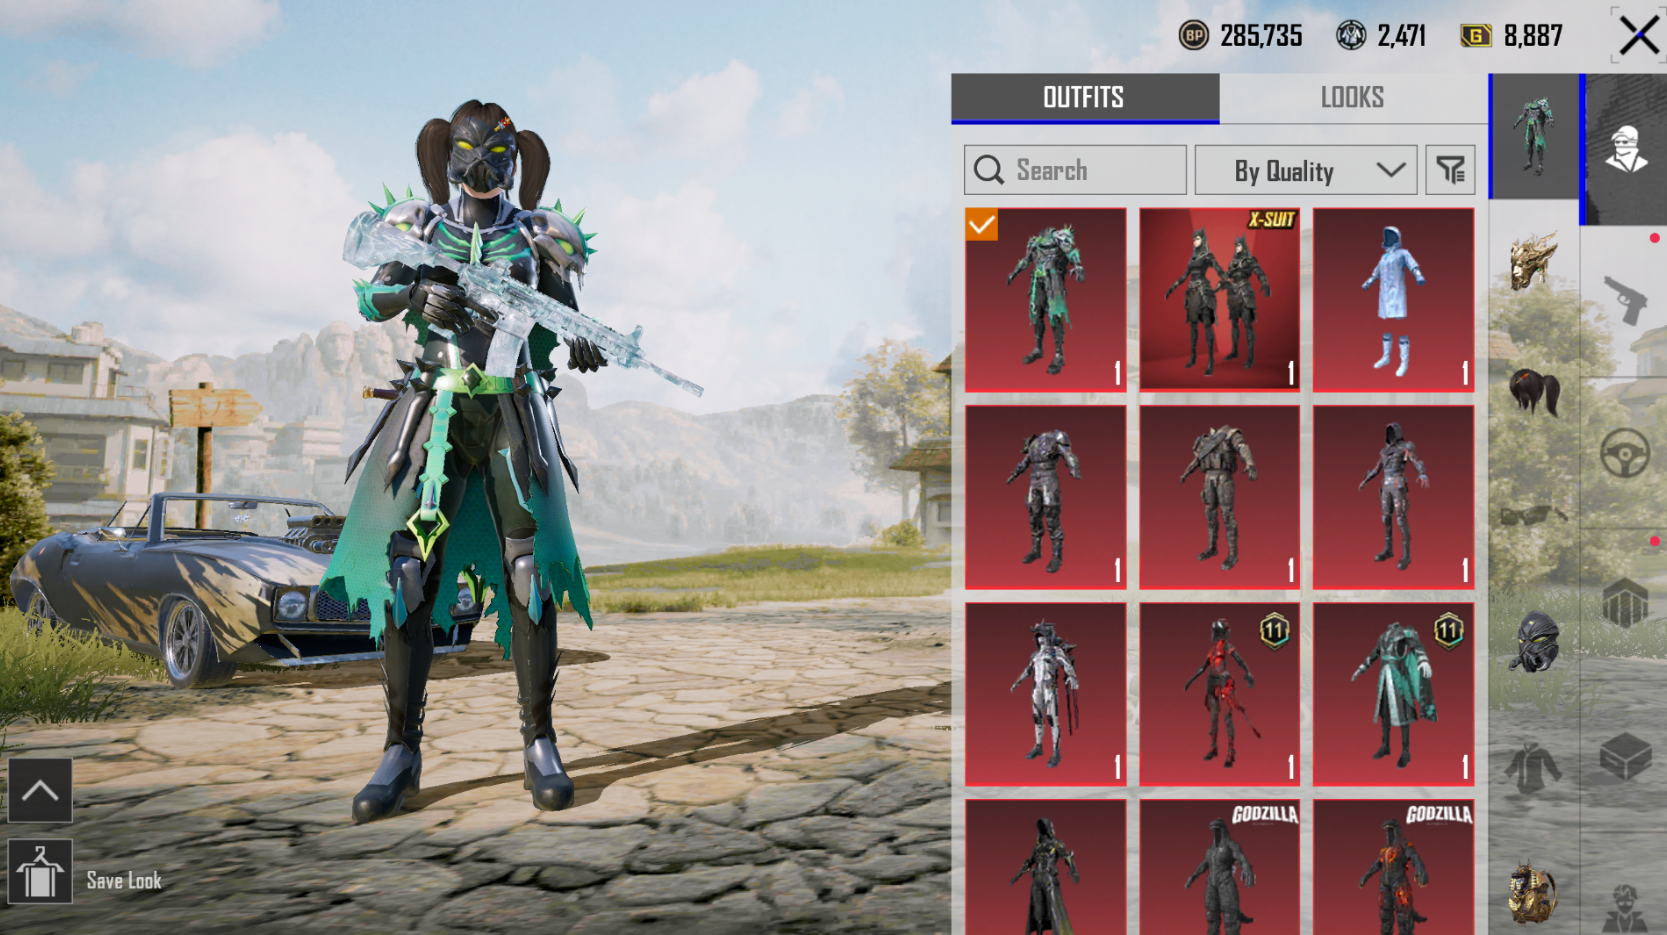 BP 285,735 2,471 G 8,887
OUTFITS LOOKS
Search By Quality
X-SUIT
1 1 1
1 1 1
11 11
1 1 1
GODZILLA GODZILLA
Save Look